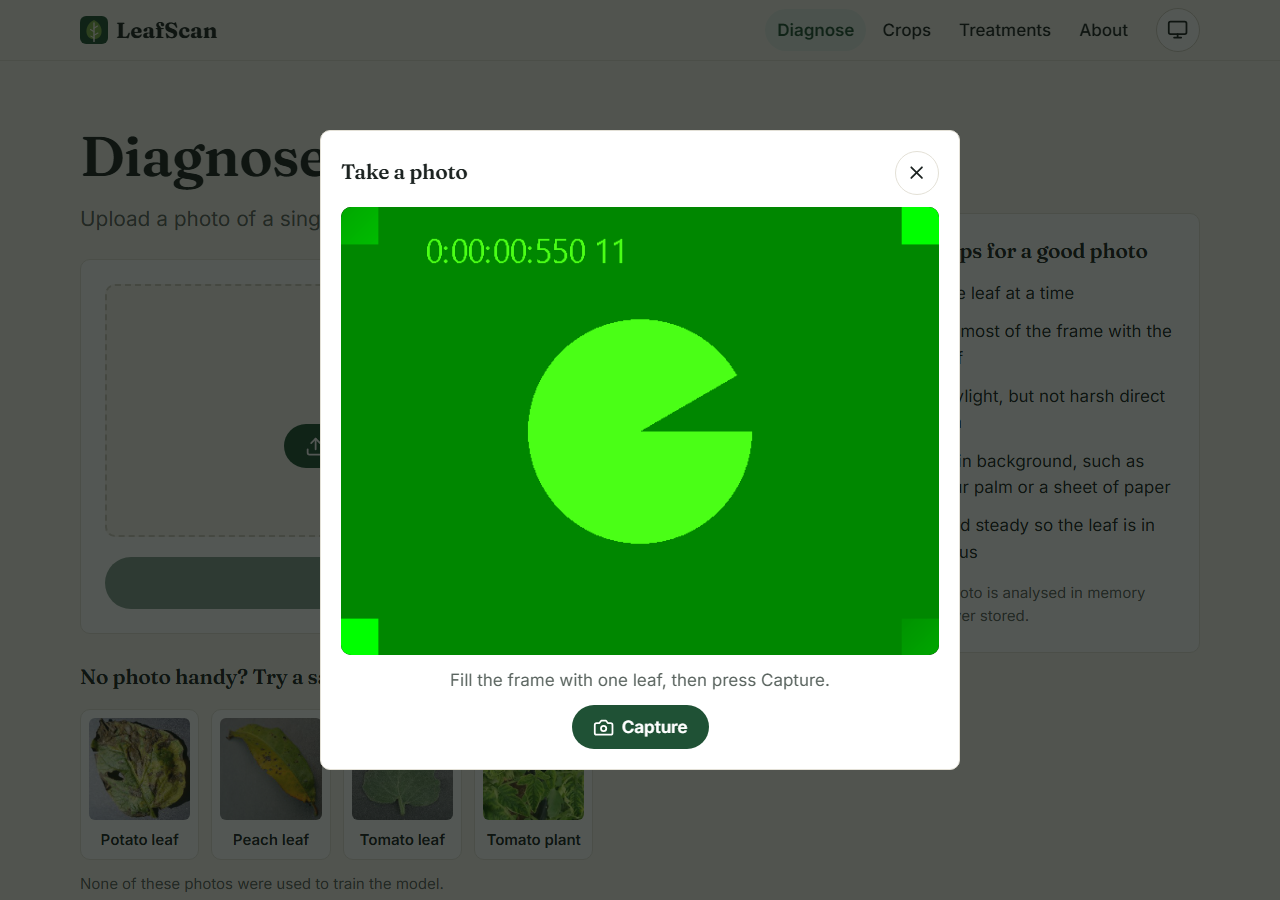 LeafScan
Diagnose Crops Treatments About
Diagnose
Take a photo
Upload a photo of a sing
0:00:00:550 11
ps for a good photo
e leaf at a time
most of the frame with the
ylight, but not harsh direct
in background, such as
ur palm or a sheet of paper
d steady so the leaf is in
us
oto is analysed in memory
er stored.
Fill the frame with one leaf, then press Capture.
Capture
No photo handy? Try a sa
Potato leaf
Peach leaf
Tomato leaf
Tomato plant
None of these photos were used to train the model.